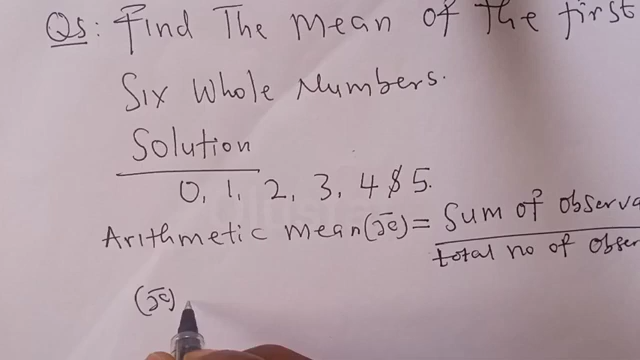 Qs: Find The mean of the first
Six Whole Numbers.
Solution
0, 1, 2, 3, 4 $ 5.
Arithmetic mean (x̄) = Sum of observa
total no of obser
(x̄)